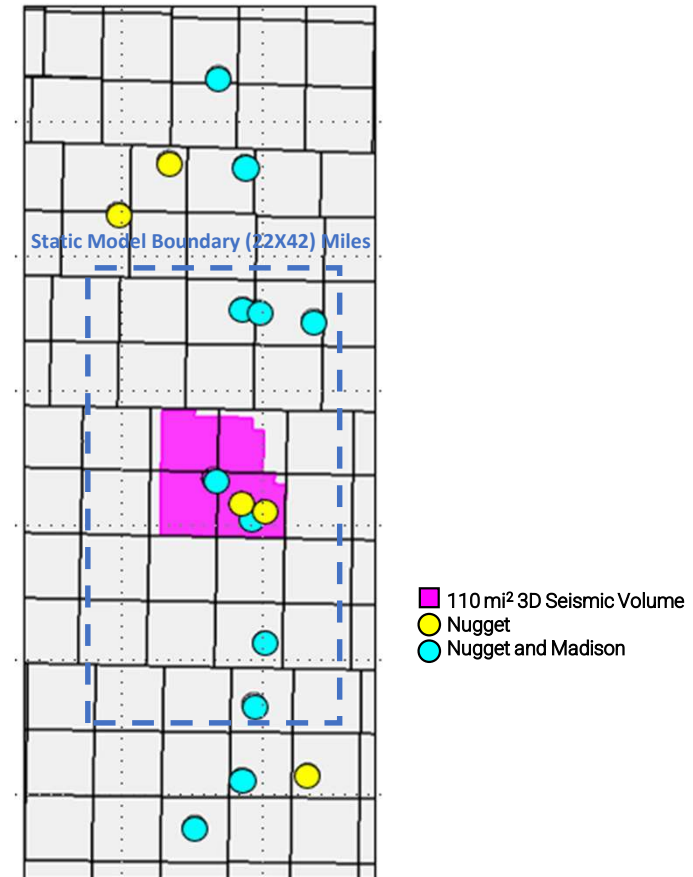 Static Model Boundary (22X42) Miles
110 mi² 3D Seismic Volume
Nugget
Nugget and Madison